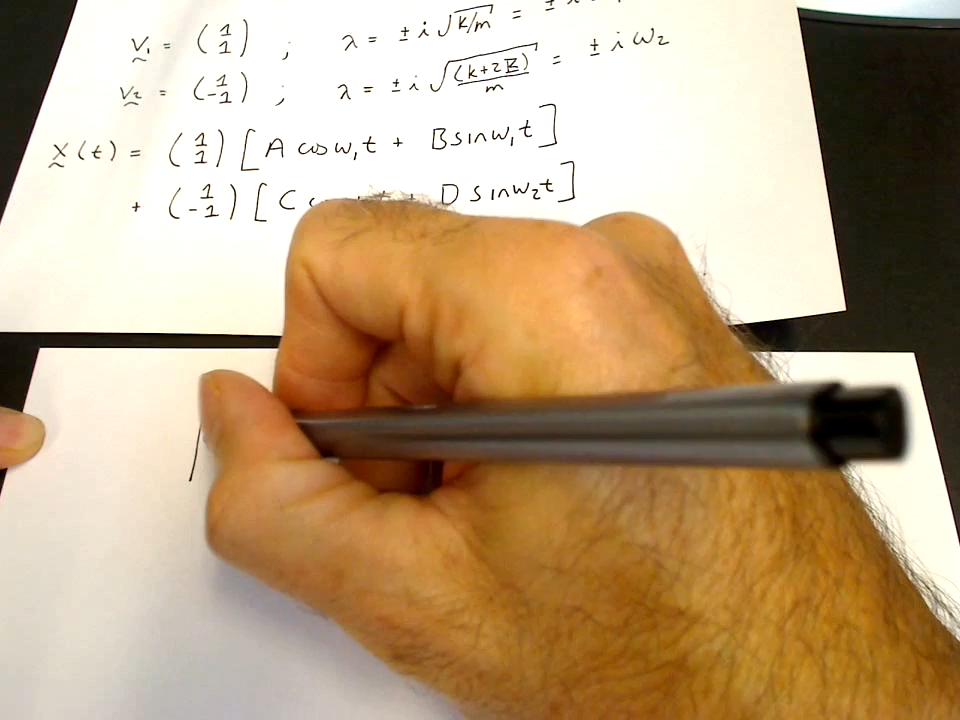 v₁ = (1 1) ; λ = ± i √k/m = ±
v₂ = (1 -1) ; λ = ± i √(k+2K)/m = ± i ω₂
x(t) = (1 1) [A cos ω₁t + B sin ω₁t]
+ (1 -1) [C D sin ω₂t]